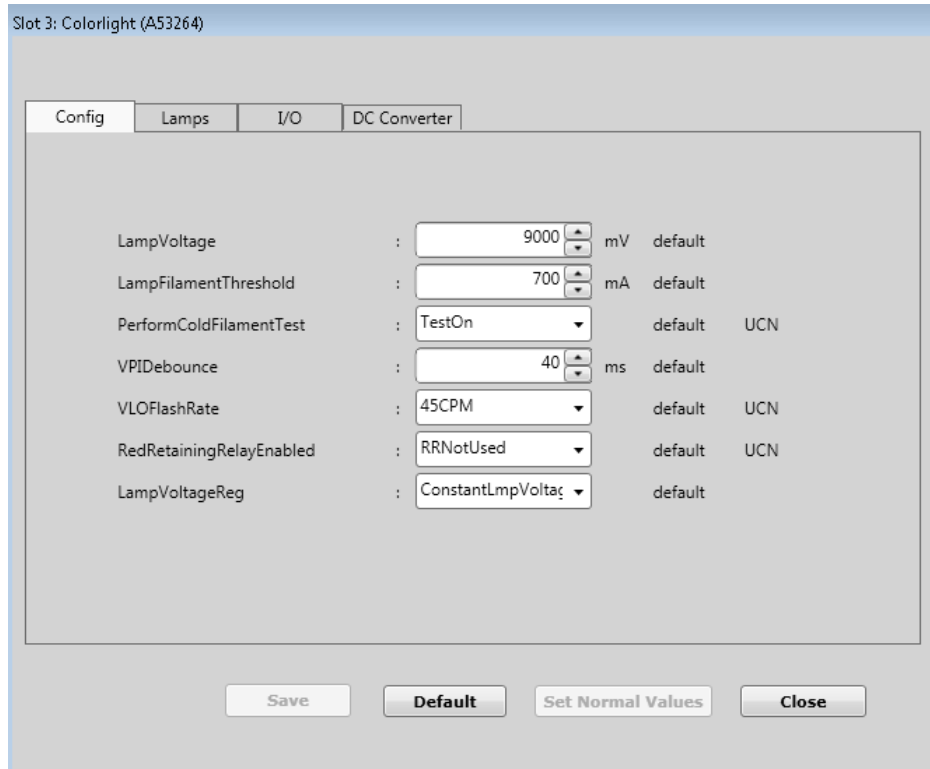 Slot 3: Colorlight (A53264)
Config Lamps I/O DC Converter
LampVoltage : 9000 mV default
LampFilamentThreshold : 700 mA default
PerformColdFilamentTest : TestOn default UCN
VPIDebounce : 40 ms default
VLOFlashRate : 45CPM default UCN
RedRetainingRelayEnabled : RRNotUsed default UCN
LampVoltageReg : ConstantLmpVoltag default
Save Default Set Normal Values Close